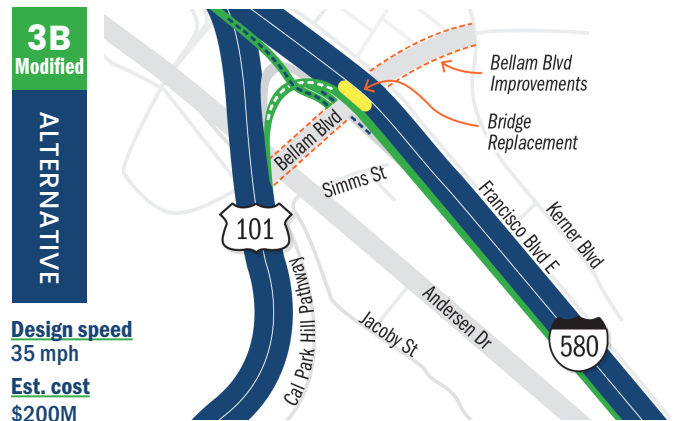 3B
Modified
ALTERNATIVE
Design speed
35 mph
Est. cost
$200M
Bellam Blvd
Improvements
Bridge
Replacement
Bellam Blvd
Simms St
101
Francisco Blvd E
Kerner Blvd
Cal Park Hill Pathway
Andersen Dr
Jacoby St
580